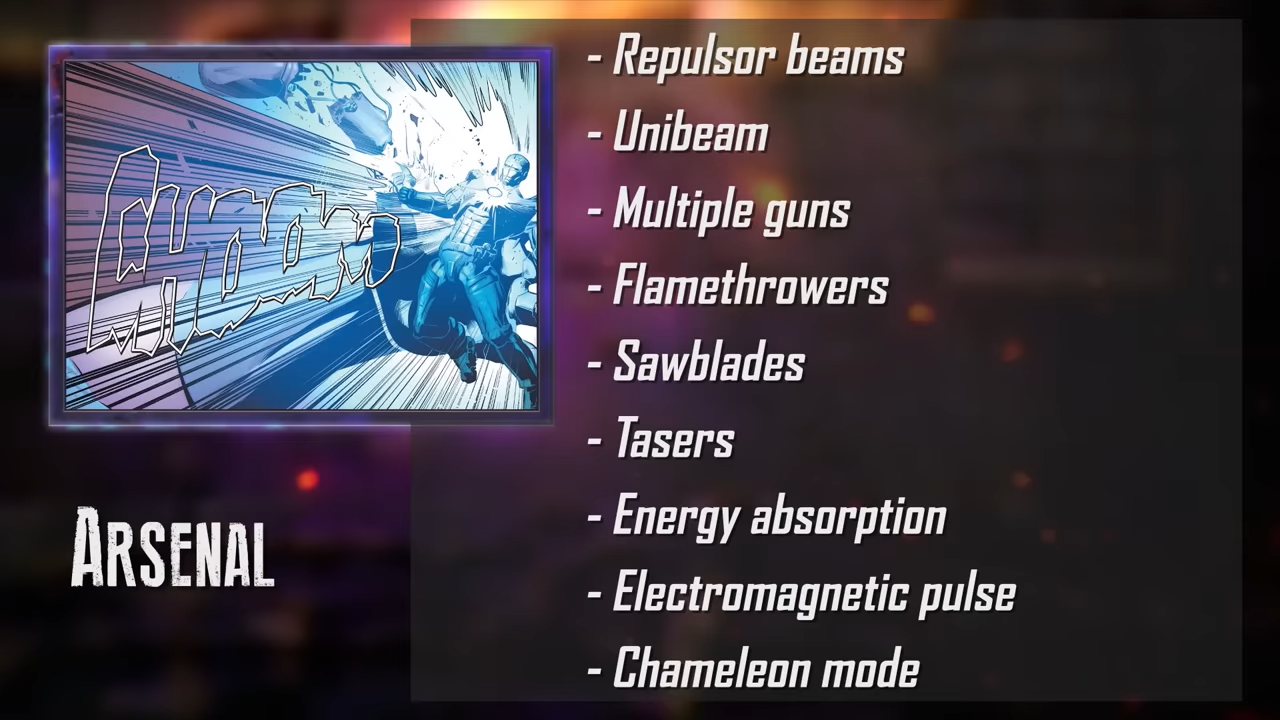 - Repulsor beams
- Unibeam
- Multiple guns
- Flamethrowers
- Sawblades
- Tasers
- Energy absorption
- Electromagnetic pulse
- Chameleon mode
Arsenal